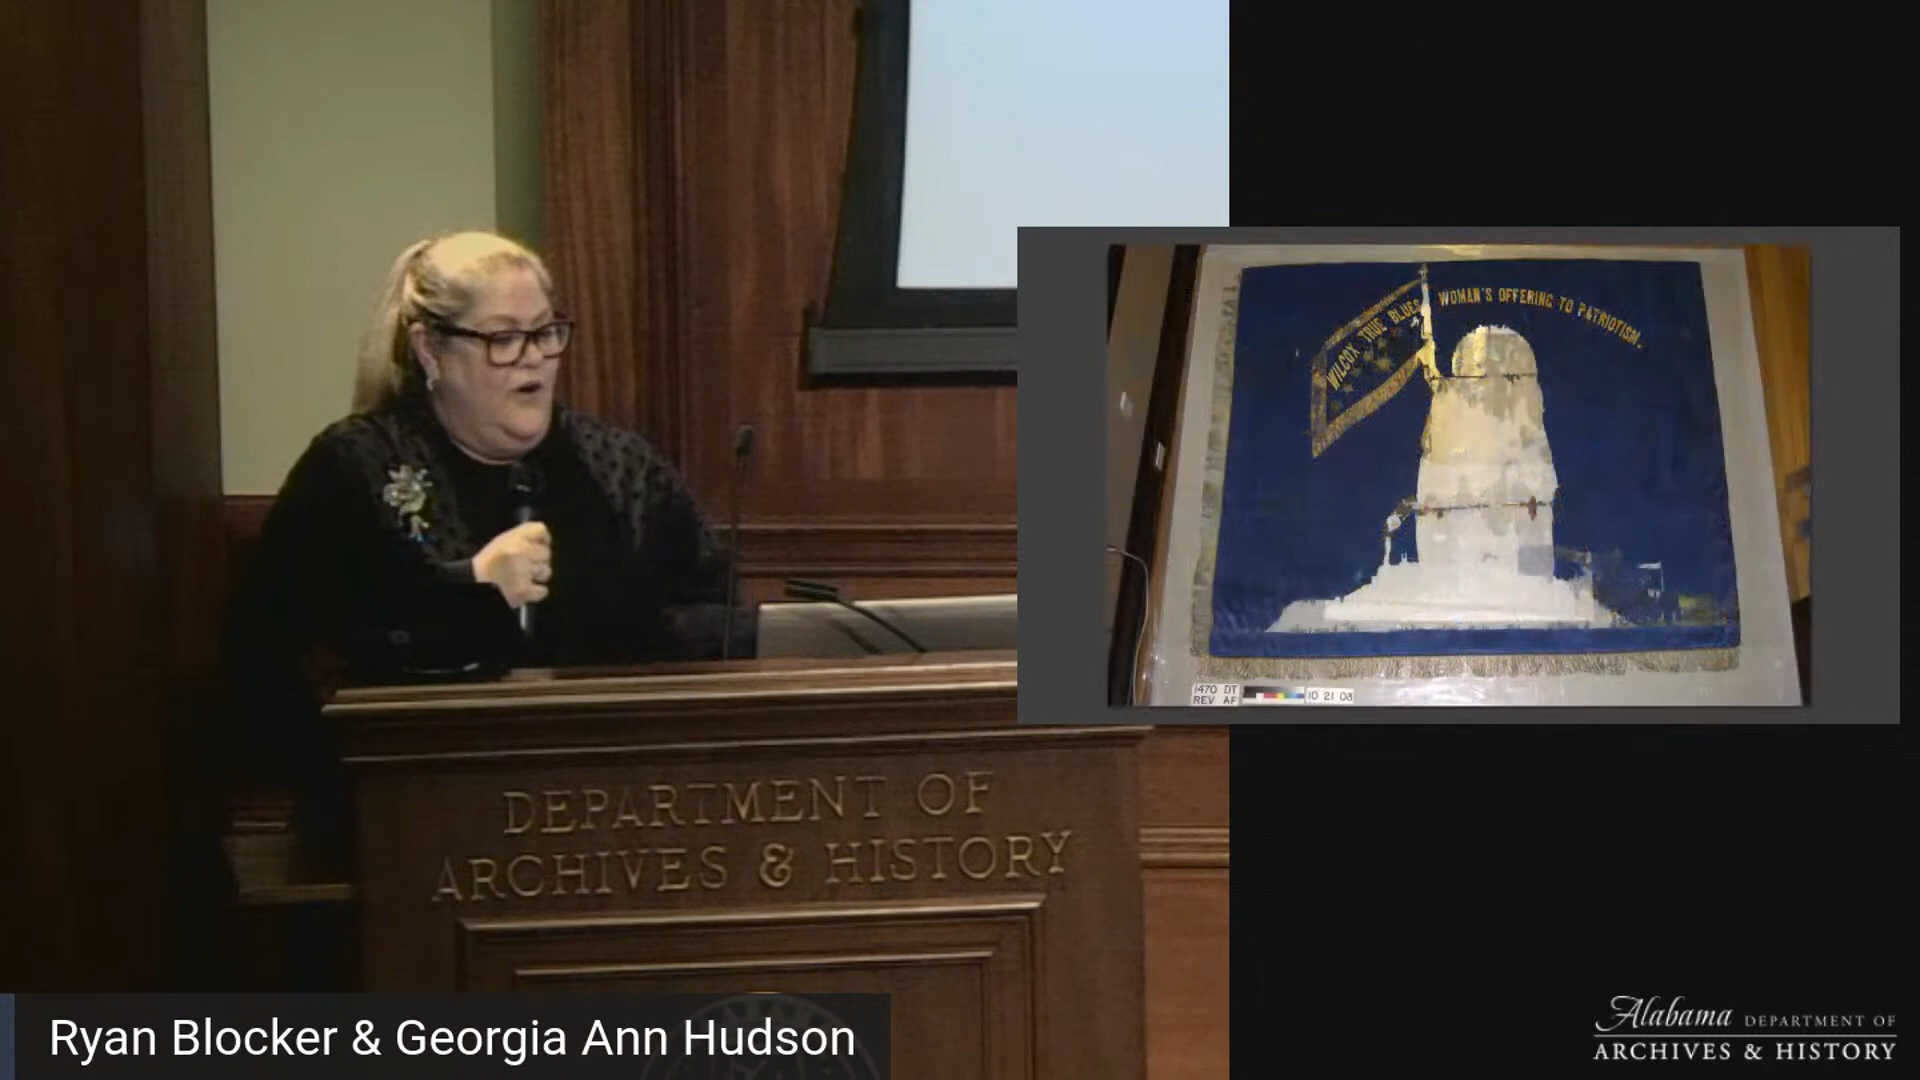 WOMAN'S OFFERING TO PATRIOTISM.
WILCOX TRUE BLUES
1470 DT
REV AF
10 21 03
DEPARTMENT OF
ARCHIVES & HISTORY
Ryan Blocker & Georgia Ann Hudson
Alabama DEPARTMENT OF
ARCHIVES & HISTORY